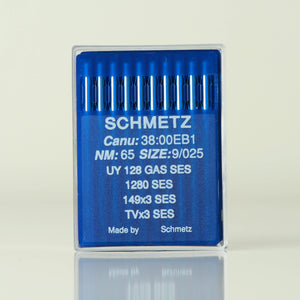 SCHMETZ
Canu: 38:00EB1
NM: 65 SIZE: 9/025
UY 128 GAS SES
1280 SES
149x3 SES
TVx3 SES
Made by Schmetz